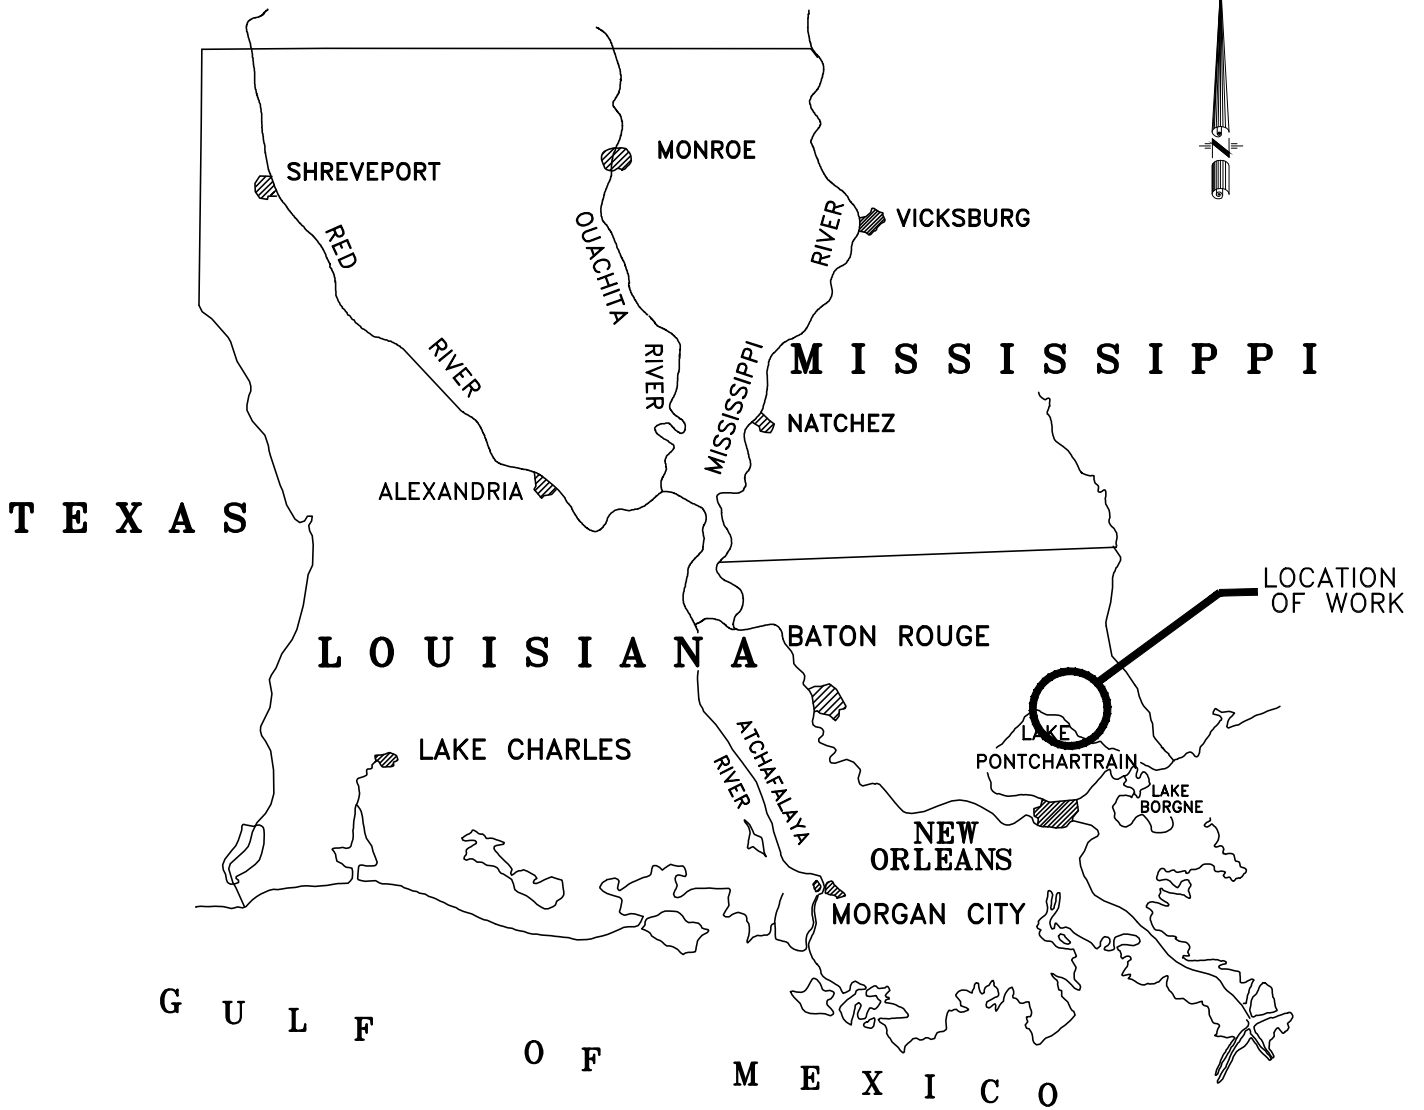 N
MONROE
SHREVEPORT
VICKSBURG
RED
RIVER
OUACHITA
RIVER
MISSISSIPPI
RIVER
MISSISSIPPI
NATCHEZ
ALEXANDRIA
TEXAS
LOCATION
OF WORK
BATON ROUGE
LOUISIANA
LAKE
PONTCHARTRAIN
LAKE CHARLES
ATCHAFALAYA
RIVER
LAKE
BORGNE
NEW
ORLEANS
MORGAN CITY
GULF OF MEXICO